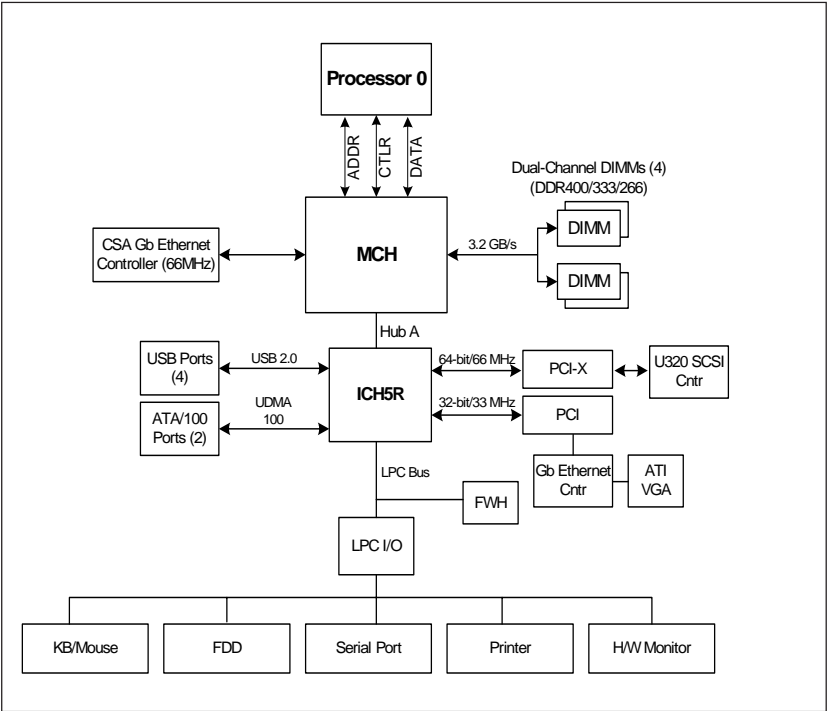 Processor 0
ADDR
CTLR
DATA
Dual-Channel DIMMs (4)
(DDR400/333/266)
CSA Gb Ethernet
Controller (66MHz)
MCH
3.2 GB/s
DIMM
DIMM
Hub A
USB Ports
(4)
USB 2.0
ICH5R
64-bit/66 MHz
PCI-X
U320 SCSI
Cntr
ATA/100
Ports (2)
UDMA
100
32-bit/33 MHz
PCI
LPC Bus
Gb Ethernet
Cntr
ATI
VGA
FWH
LPC I/O
KB/Mouse
FDD
Serial Port
Printer
H/W Monitor